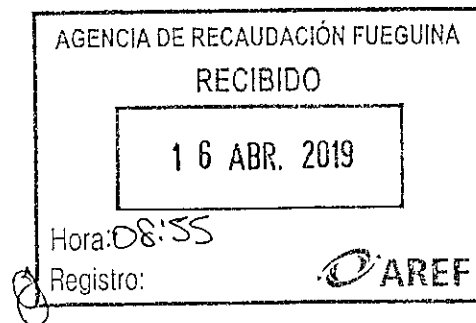 AGENCIA DE RECAUDACIÓN FUEGUINA
RECIBIDO
16 ABR. 2019
Hora: 08:55
Registro:
AREF